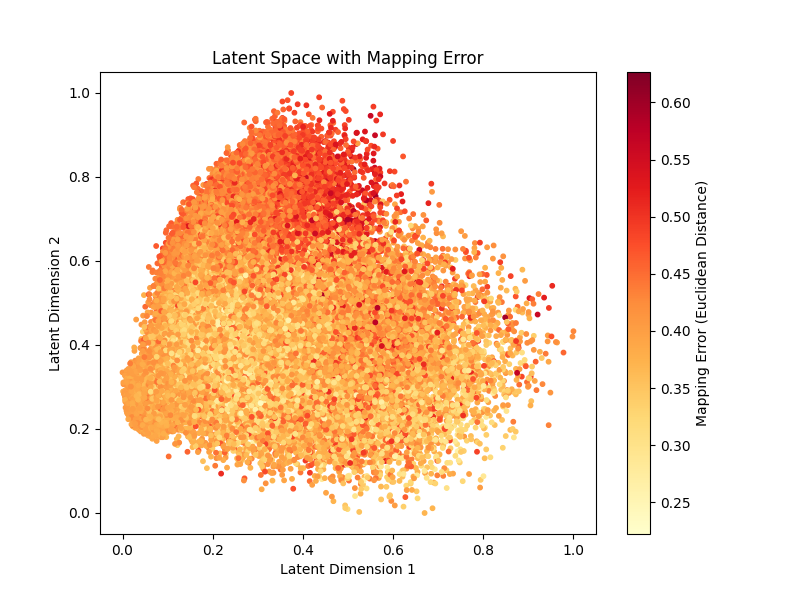 Latent Space with Mapping Error
1.0
0.8
0.6
0.4
0.2
0.0
Latent Dimension 2
0.0 0.2 0.4 0.6 0.8 1.0
Latent Dimension 1
0.60
0.55
0.50
0.45
0.40
0.35
0.30
0.25
Mapping Error (Euclidean Distance)